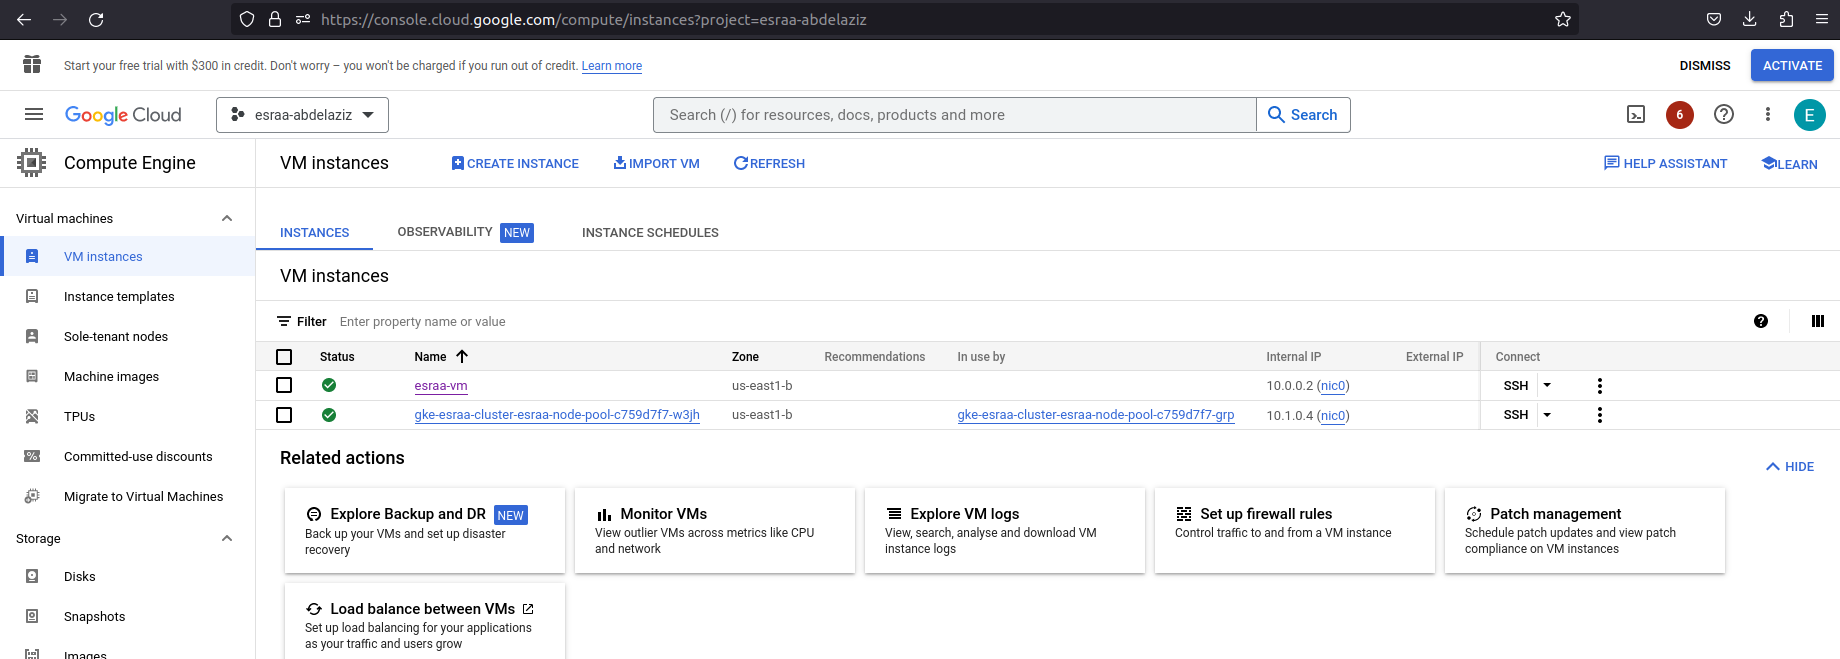 https://console.cloud.google.com/compute/instances?project=esraa-abdelaziz
Start your free trial with $300 in credit. Don't worry – you won't be charged if you run out of credit. Learn more
DISMISS
ACTIVATE
Google Cloud
esraa-abdelaziz
Search (/) for resources, docs, products and more
Search
6
E
Compute Engine
VM instances
CREATE INSTANCE
IMPORT VM
REFRESH
HELP ASSISTANT
LEARN
Virtual machines
VM instances
Instance templates
Sole-tenant nodes
Machine images
TPUs
Committed-use discounts
Migrate to Virtual Machines
Storage
Disks
Snapshots
Images
INSTANCES
OBSERVABILITY NEW
INSTANCE SCHEDULES
VM instances
Filter Enter property name or value
Status Name Zone Recommendations In use by Internal IP External IP Connect
esraa-vm us-east1-b 10.0.0.2 (nic0) SSH
gke-esraa-cluster-esraa-node-pool-c759d7f7-w3jh us-east1-b gke-esraa-cluster-esraa-node-pool-c759d7f7-grp 10.1.0.4 (nic0) SSH
Related actions
HIDE
Explore Backup and DR NEW
Back up your VMs and set up disaster
recovery
Monitor VMs
View outlier VMs across metrics like CPU
and network
Explore VM logs
View, search, analyse and download VM
instance logs
Set up firewall rules
Control traffic to and from a VM instance
Patch management
Schedule patch updates and view patch
compliance on VM instances
Load balance between VMs
Set up load balancing for your applications
as your traffic and users grow